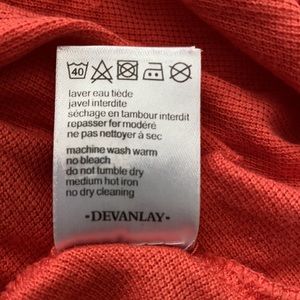 40
laver eau tiède
javel interdite
séchage en tambour interdit
repasser fer modéré
ne pas nettoyer à sec
machine wash warm
no bleach
do not tumble dry
medium hot iron
no dry cleaning
·DEVANLAY·